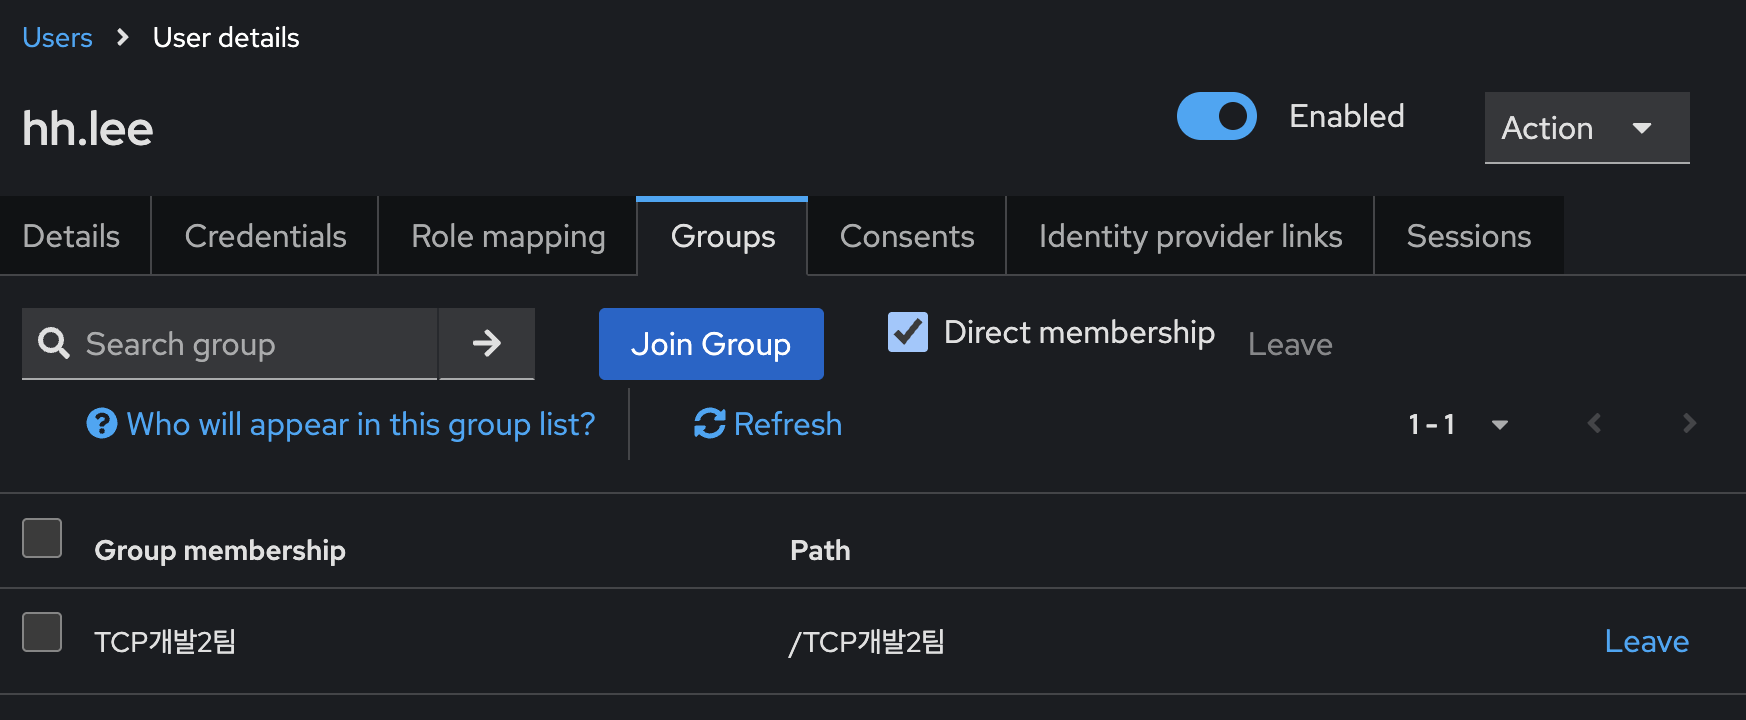 Users > User details
hh.lee
Enabled
Action
Details Credentials Role mapping Groups Consents Identity provider links Sessions
Search group
Join Group
Direct membership
Leave
Who will appear in this group list?
Refresh
1 - 1
Group membership Path
TCP개발2팀 /TCP개발2팀 Leave